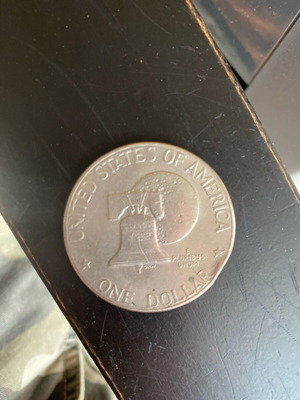 UNITED STATES OF AMERICA
E
PLURIBUS
UNUM
ONE DOLLAR